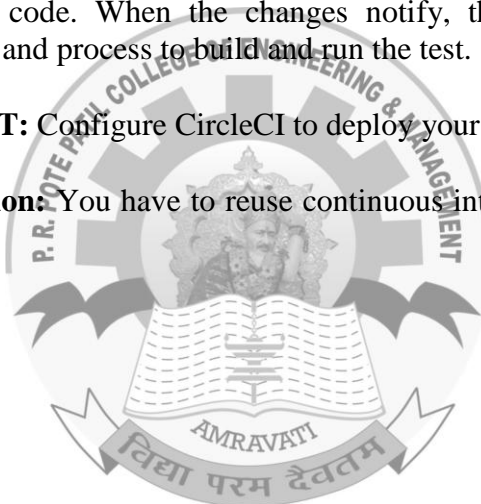 code. When the changes notify, th
and process to build and run the test.
P. R. POTE PATIL COLLEGE OF ENGINEERING & MANAGEMENT
T: Configure CircleCI to deploy your
on: You have to reuse continuous int
AMRAVATI
विद्या परम दैवतम